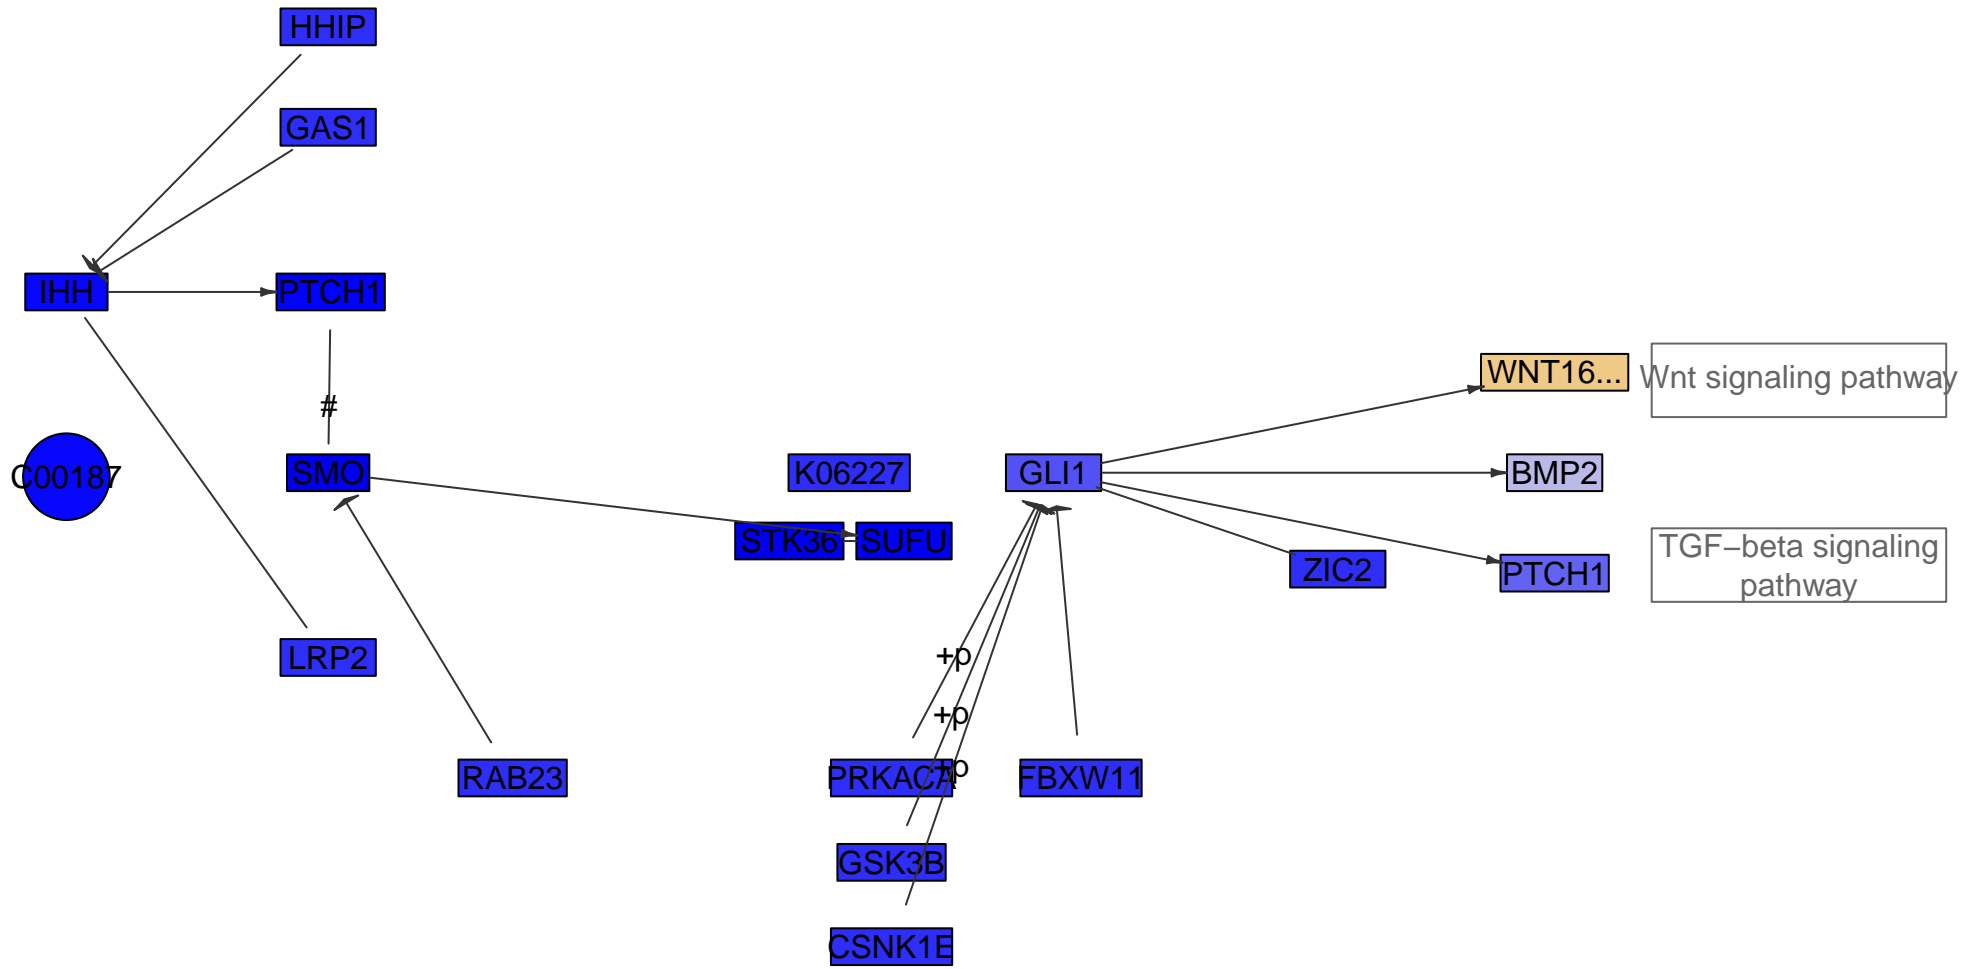 HHIP
GAS1
IHH
PTCH1
#
WNT16...
Wnt signaling pathway
C00187
SMO
K06227
GLI1
BMP2
STK36
SUFU
ZIC2
PTCH1
TGF−beta signaling
pathway
LRP2
+p
+p
+p
RAB23
PRKACA
FBXW11
GSK3B
CSNK1E